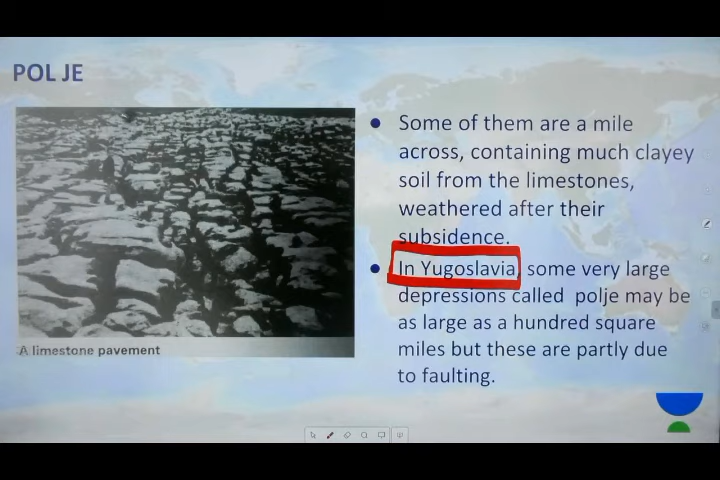 POL JE
• Some of them are a mile
across, containing much clayey
soil from the limestones,
weathered after their
subsidence.
• In Yugoslavia, some very large
depressions called polje may be
as large as a hundred square
miles but these are partly due
to faulting.
A limestone pavement